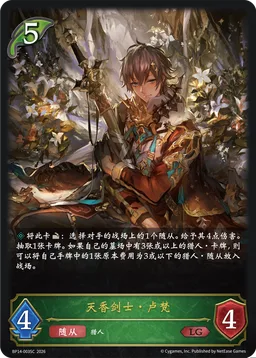 5
将此卡 : 选择对手的战场上的1个随从。给予其4点伤害。
抽取1张卡牌。如果自己的墓场中有3张或以上的猎人·卡牌，则
可以将自己手牌中的1张原本费用为3或以下的猎人·随从放入
战场。
天香剑士·卢梵
4
随从
猎人
LG
4
BP14-003SC 2026
© Cygames, Inc. Published by NetEase Games